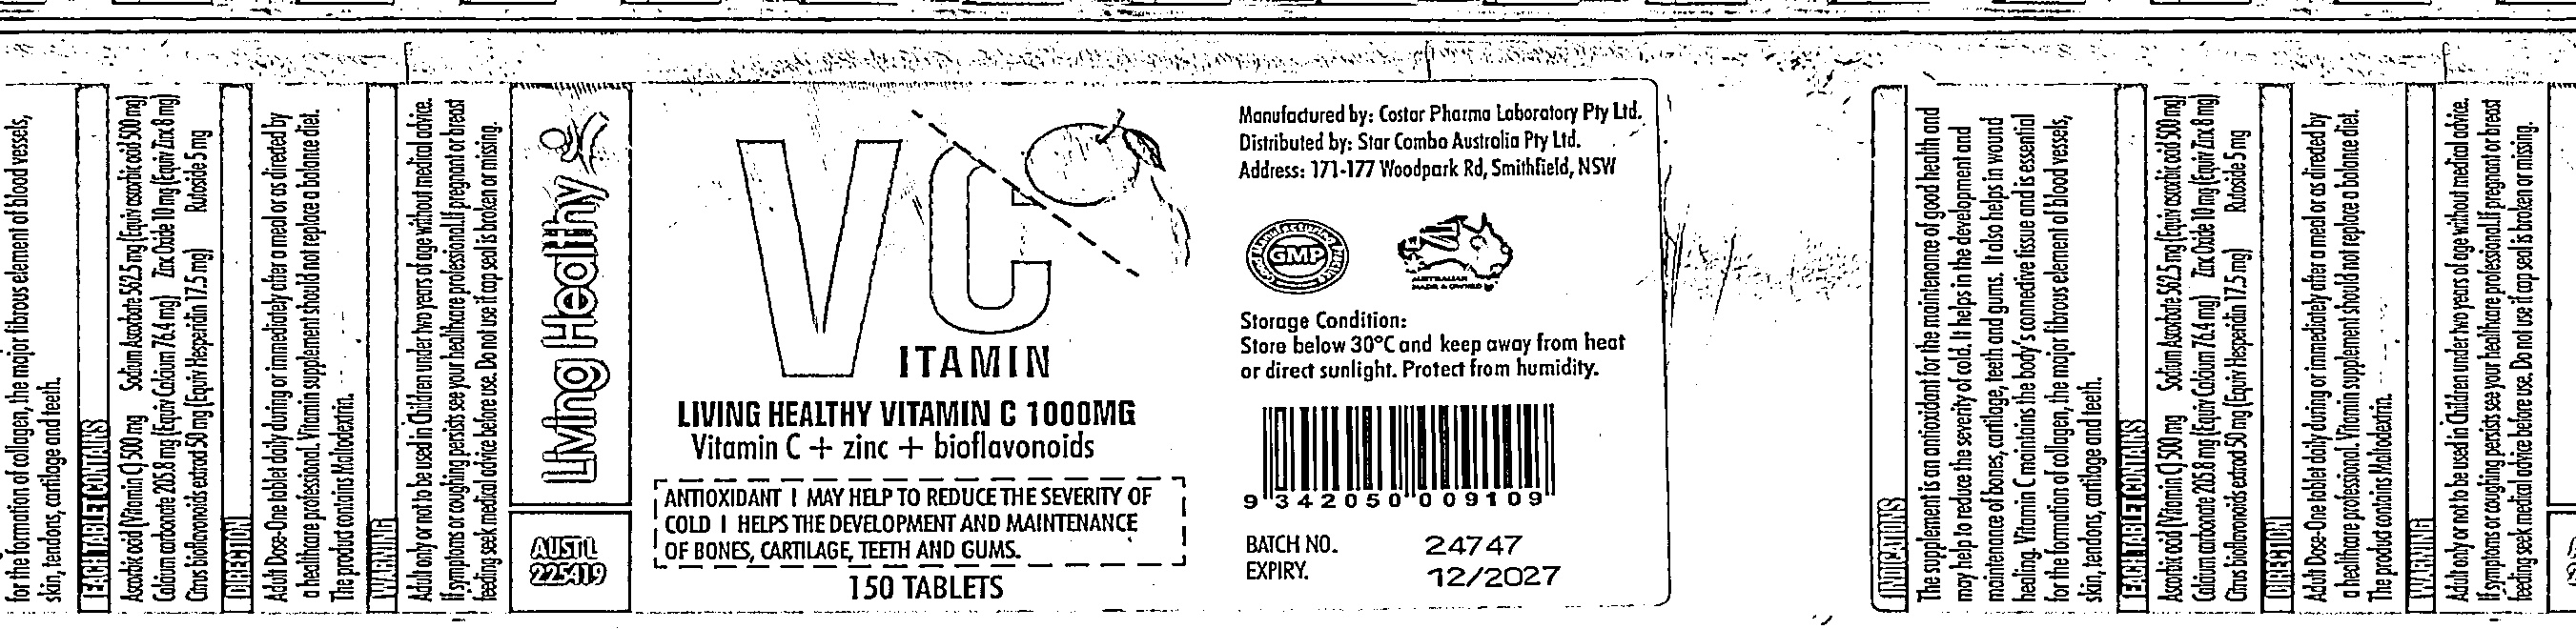 for the formation of collagen, the major fibrous element of blood vessels,
skin, tendons, cartilage and teeth.
EACH TABLET CONTAINS
Ascorbic acid (Vitamin C) 500 mg Sodium Ascorbate 562.5 mg (Equiv ascorbic acid 500 mg)
Calcium carbonate 205.8 mg (Equiv Calcium 76.4 mg) Zinc Oxide 10 mg (Equiv Zinx 8 mg)
Citrus bioflavonoids extract 50 mg (Equiv Hesperidin 17.5 mg) Rutoside 5 mg
DIRECTION
Adult Dose-One tablet daily during or immediately after a meal or as directed by
a healthcare professional. Vitamin supplement should not replace a balance diet.
The product contains Maltodextrin.
WARNING
Adult only or not to be used in Children under two years of age without medical advice.
If symptoms or coughing persists see your healthcare professional.If pregnant or breast
feeding seek medical advice before use. Do not use if cap seal is broken or missing.
Living Healthy
AUST L
225419
VC
ITAMIN
LIVING HEALTHY VITAMIN C 1000MG
Vitamin C + zinc + bioflavonoids
ANTIOXIDANT I MAY HELP TO REDUCE THE SEVERITY OF
COLD I HELPS THE DEVELOPMENT AND MAINTENANCE
OF BONES, CARTILAGE, TEETH AND GUMS.
150 TABLETS
Manufactured by: Costar Pharma Laboratory Pty Ltd.
Distributed by: Star Combo Australia Pty Ltd.
Address: 171-177 Woodpark Rd, Smithfield, NSW
GMP
AUSTRALIAN
MADE & OWNED
Storage Condition:
Store below 30°C and keep away from heat
or direct sunlight. Protect from humidity.
9 342050 009109
BATCH NO. 24747
EXPIRY. 12/2027
INDICATIONS
The supplement is an antioxidant for the maintenance of good health and
may help to reduce the severity of cold. It helps in the development and
maintenance of bones, cartilage, teeth and gums. It also helps in wound
healing. Vitamin C maintains the body's connective tissue and is essential
for the formation of collagen, the major fibrous element of blood vessels,
skin, tendons, cartilage and teeth.
EACH TABLET CONTAINS
Ascorbic acid (Vitamin C) 500 mg Sodium Ascorbate 562.5 mg (Equiv ascorbic acid 500 mg)
Calcium carbonate 205.8 mg (Equiv Calcium 76.4 mg) Zinc Oxide 10 mg (Equiv Zinx 8 mg)
Citrus bioflavonoids extract 50 mg (Equiv Hesperidin 17.5 mg) Rutoside 5 mg
DIRECTION
Adult Dose-One tablet daily during or immediately after a meal or as directed by
a healthcare professional. Vitamin supplement should not replace a balance diet.
The product contains Maltodextrin.
WARNING
Adult only or not to be used in Children under two years of age without medical advice.
If symptoms or coughing persists see your healthcare professional.If pregnant or breast
feeding seek medical advice before use. Do not use if cap seal is broken or missing.